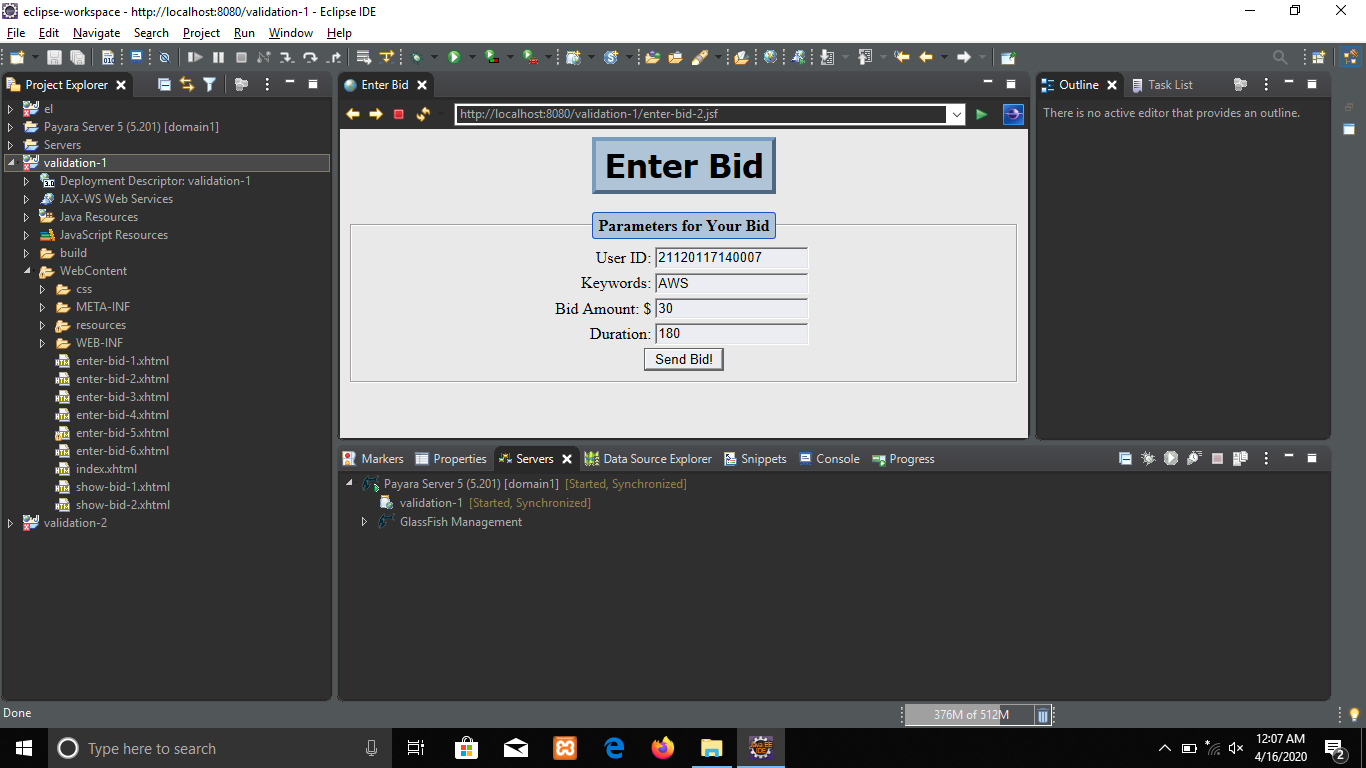 eclipse-workspace - http://localhost:8080/validation-1 - Eclipse IDE
File Edit Navigate Search Project Run Window Help
Project Explorer
el
Payara Server 5 (5.201) [domain1]
Servers
validation-1
Deployment Descriptor: validation-1
JAX-WS Web Services
Java Resources
JavaScript Resources
build
WebContent
css
META-INF
resources
WEB-INF
enter-bid-1.xhtml
enter-bid-2.xhtml
enter-bid-3.xhtml
enter-bid-4.xhtml
enter-bid-5.xhtml
enter-bid-6.xhtml
index.xhtml
show-bid-1.xhtml
show-bid-2.xhtml
validation-2
Enter Bid
http://localhost:8080/validation-1/enter-bid-2.jsf
Enter Bid
Parameters for Your Bid
User ID: 21120117140007
Keywords: AWS
Bid Amount: $ 30
Duration: 180
Send Bid!
Outline Task List
There is no active editor that provides an outline.
Markers Properties Servers Data Source Explorer Snippets Console Progress
Payara Server 5 (5.201) [domain1] [Started, Synchronized]
validation-1 [Started, Synchronized]
GlassFish Management
Done
376M of 512M
Type here to search
12:07 AM
4/16/2020
2